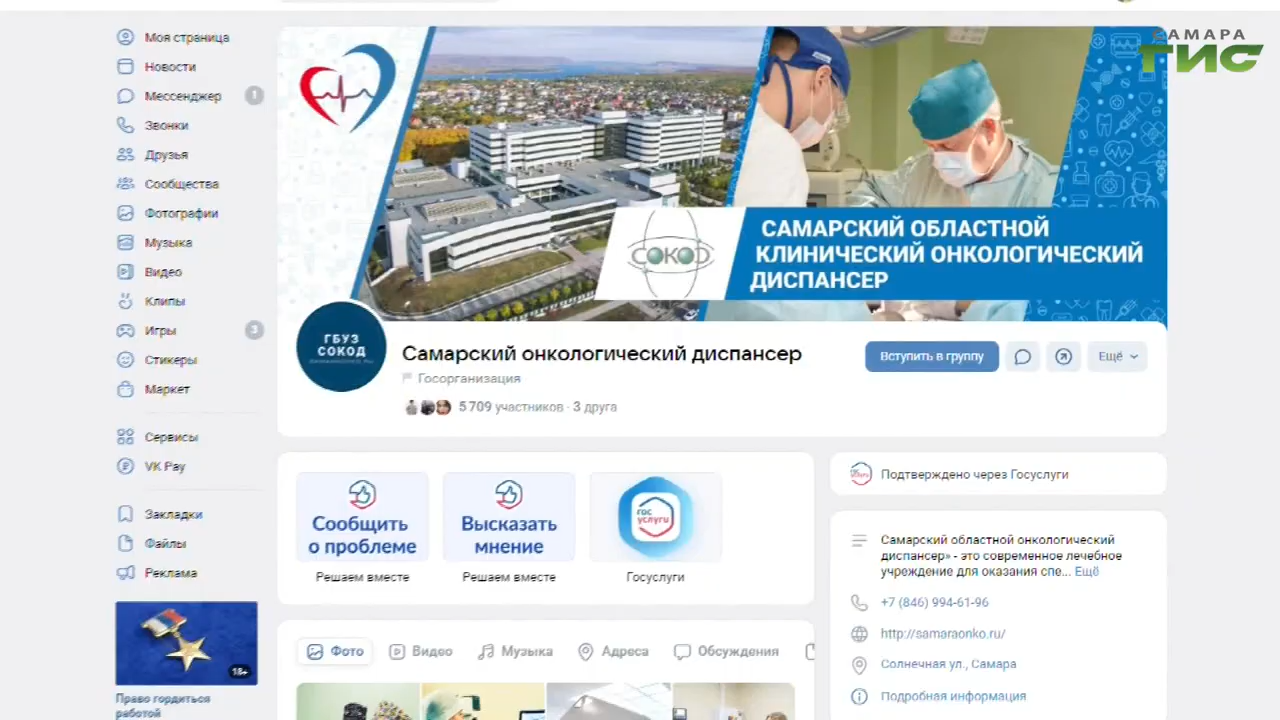 САМАРА
ГИС
Моя страница
Новости
Мессенджер 1
Звонки
Друзья
Сообщества
Фотографии
Музыка
Видео
Клипы
Игры 3
Стикеры
Маркет
Сервисы
VK Pay
Закладки
Файлы
Реклама
18+
Право гордиться
работой
СОКОД
САМАРСКИЙ ОБЛАСТНОЙ
КЛИНИЧЕСКИЙ ОНКОЛОГИЧЕСКИЙ
ДИСПАНСЕР
ГБУЗ
СОКОД
Самарский онкологический диспансер
Госорганизация
5 709 участников · 3 друга
Вступить в группу
Ещё
Сообщить
о проблеме
Решаем вместе
Высказать
мнение
Решаем вместе
гос
услуги
Госуслуги
Фото Видео Музыка Адреса Обсуждения
Подтверждено через Госуслуги
Самарский областной онкологический
диспансер» - это современное лечебное
учреждение для оказания спе... Ещё
+7 (846) 994-61-96
http://samaraonko.ru/
Солнечная ул., Самара
Подробная информация